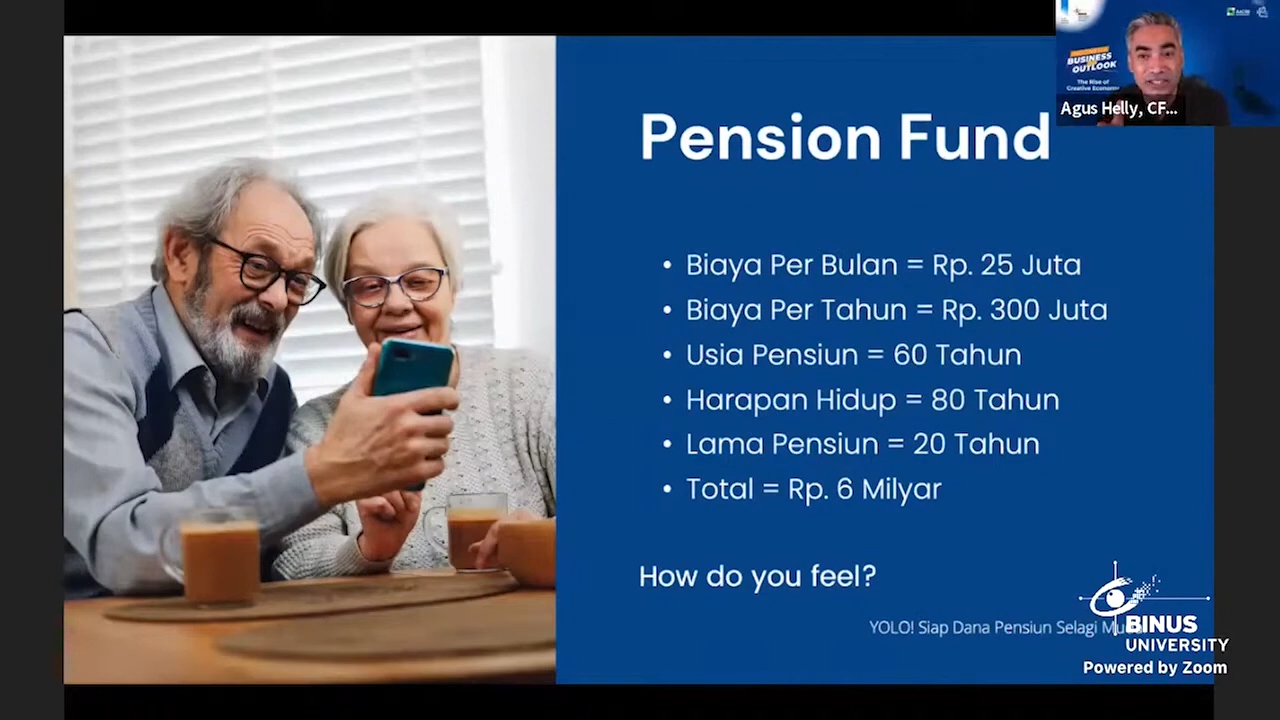 Pension Fund
• Biaya Per Bulan = Rp. 25 Juta
• Biaya Per Tahun = Rp. 300 Juta
• Usia Pensiun = 60 Tahun
• Harapan Hidup = 80 Tahun
• Lama Pensiun = 20 Tahun
• Total = Rp. 6 Milyar
How do you feel?
YOLO! Siap Dana Pensiun Selagi
BINUS
UNIVERSITY
Powered by Zoom
BUSINESS
OUTLOOK
The Rise of
Creative Economy
Agus Helly, CF...